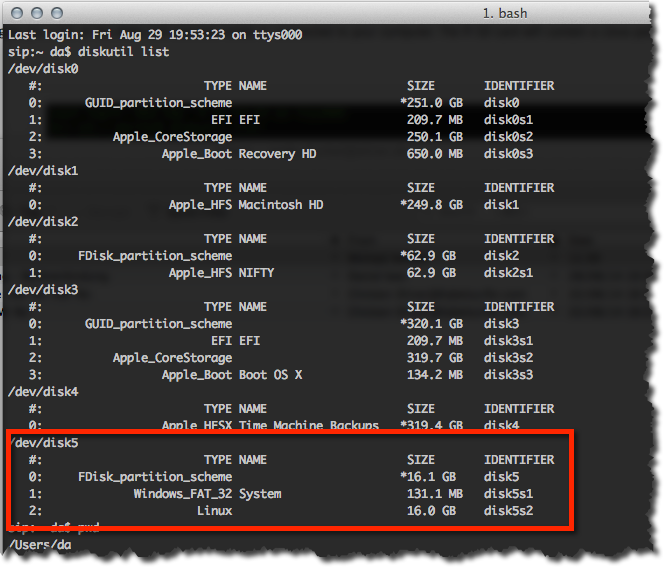 1. bash
Last login: Fri Aug 29 19:53:23 on ttys000
sip:~ da$ diskutil list
/dev/disk0
#: TYPE NAME SIZE IDENTIFIER
0: GUID_partition_scheme *251.0 GB disk0
1: EFI EFI 209.7 MB disk0s1
2: Apple_CoreStorage 250.1 GB disk0s2
3: Apple_Boot Recovery HD 650.0 MB disk0s3
/dev/disk1
#: TYPE NAME SIZE IDENTIFIER
0: Apple_HFS Macintosh HD *249.8 GB disk1
/dev/disk2
#: TYPE NAME SIZE IDENTIFIER
0: FDisk_partition_scheme *62.9 GB disk2
1: Apple_HFS NIFTY 62.9 GB disk2s1
/dev/disk3
#: TYPE NAME SIZE IDENTIFIER
0: GUID_partition_scheme *320.1 GB disk3
1: EFI EFI 209.7 MB disk3s1
2: Apple_CoreStorage 319.7 GB disk3s2
3: Apple_Boot Boot OS X 134.2 MB disk3s3
/dev/disk4
#: TYPE NAME SIZE IDENTIFIER
0: Apple_HFSX Time Machine Backups *319.4 GB disk4
/dev/disk5
#: TYPE NAME SIZE IDENTIFIER
0: FDisk_partition_scheme *16.1 GB disk5
1: Windows_FAT_32 System 131.1 MB disk5s1
2: Linux 16.0 GB disk5s2
sip:~ da$ pwd
/Users/da